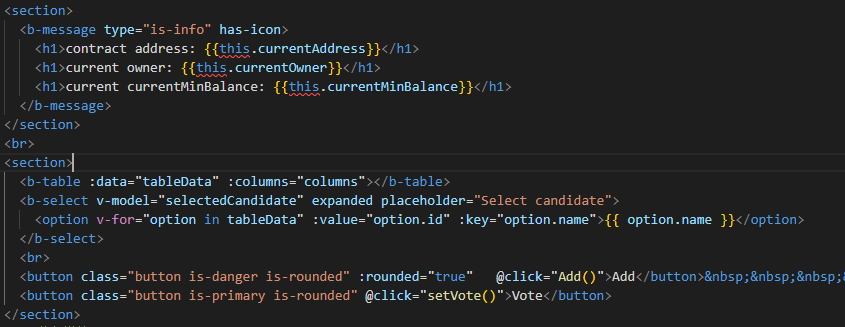 <section>
<b-message type="is-info" has-icon>
<h1>contract address: {{this.currentAddress}}</h1>
<h1>current owner: {{this.currentOwner}}</h1>
<h1>current currentMinBalance: {{this.currentMinBalance}}</h1>
</b-message>
</section>
<br>
<section>
<b-table :data="tableData" :columns="columns"></b-table>
<b-select v-model="selectedCandidate" expanded placeholder="Select candidate">
<option v-for="option in tableData" :value="option.id" :key="option.name">{{ option.name }}</option>
</b-select>
<br>
<button class="button is-danger is-rounded" :rounded="true"   @click="Add()">Add</button>&nbsp;&nbsp;&nbsp;&
<button class="button is-primary is-rounded" @click="setVote()">Vote</button>
</section>